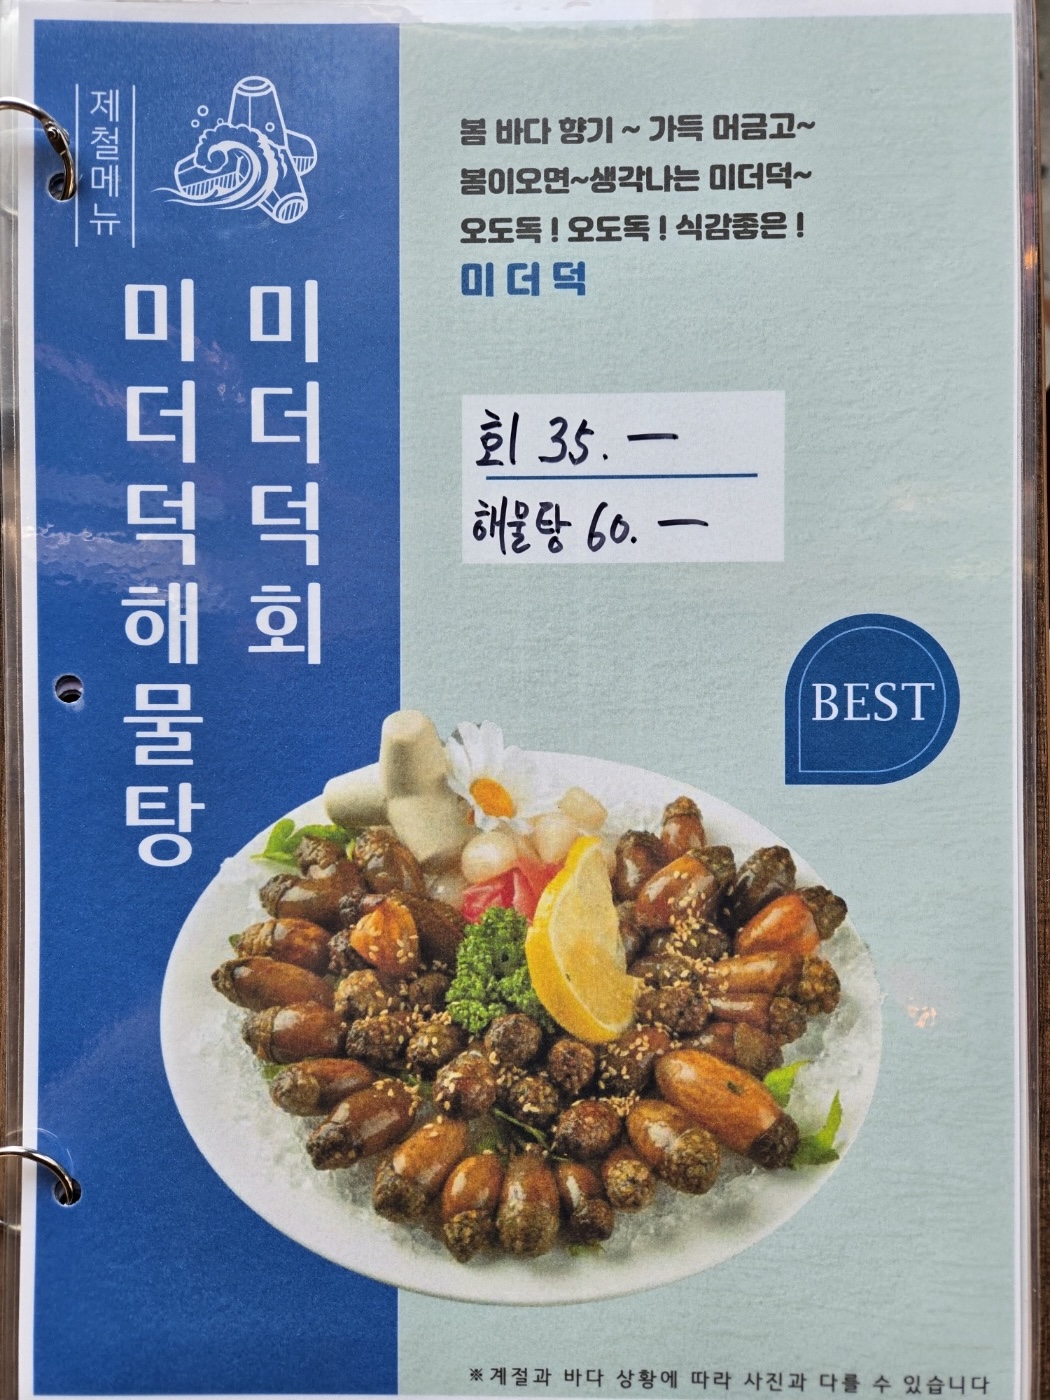 제철메뉴
미더덕회
미더덕해물탕
봄 바다 향기 ~ 가득 머금고~
봄이오면~생각나는 미더덕~
오도독 ! 오도독 ! 식감좋은 !
미더덕
회 35. —
해물탕 60. —
BEST
※계절과 바다 상황에 따라 사진과 다를 수 있습니다